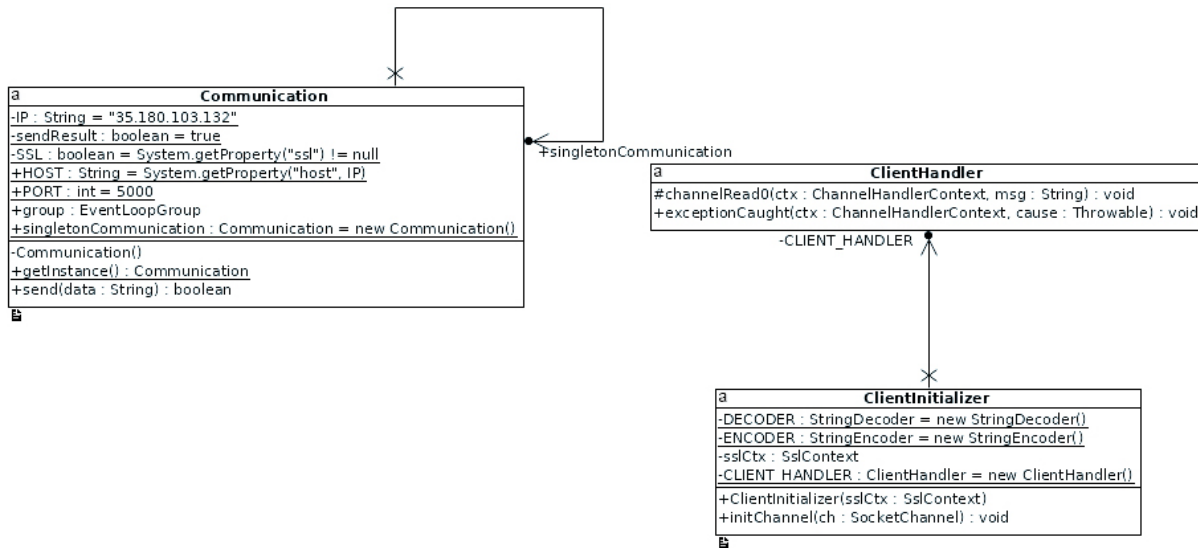 a
Communication
-IP : String = "35.180.103.132"
-sendResult : boolean = true
-SSL : boolean = System.getProperty("ssl") != null
+HOST : String = System.getProperty("host", IP)
+PORT : int = 5000
+group : EventLoopGroup
+singletonCommunication : Communication = new Communication()
-Communication()
+getInstance() : Communication
+send(data : String) : boolean
+singletonCommunication
a
ClientHandler
#channelRead0(ctx : ChannelHandlerContext, msg : String) : void
+exceptionCaught(ctx : ChannelHandlerContext, cause : Throwable) : void
-CLIENT_HANDLER
a
ClientInitializer
-DECODER : StringDecoder = new StringDecoder()
-ENCODER : StringEncoder = new StringEncoder()
-sslCtx : SslContext
-CLIENT_HANDLER : ClientHandler = new ClientHandler()
+ClientInitializer(sslCtx : SslContext)
+initChannel(ch : SocketChannel) : void